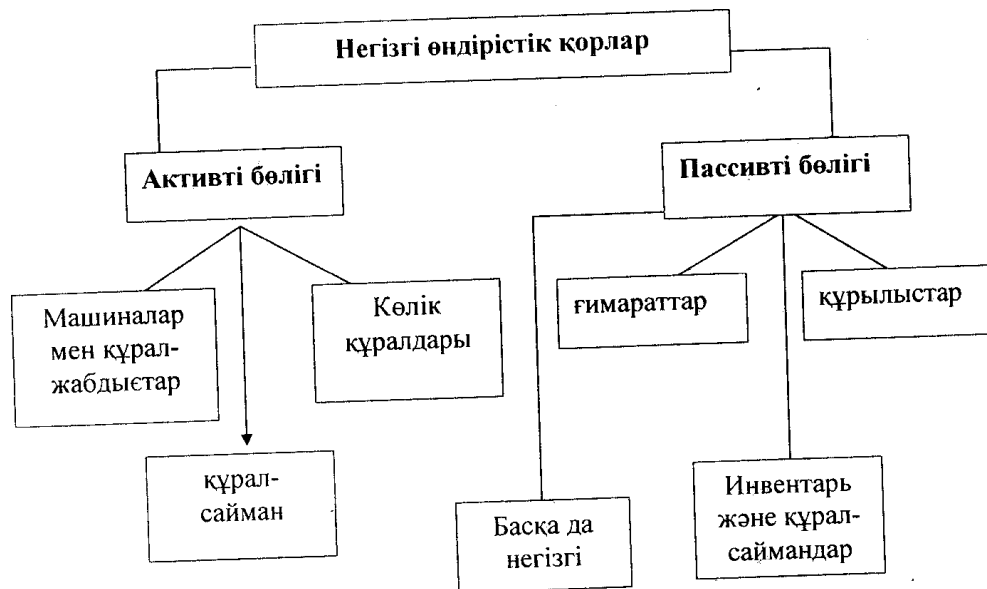 Негізгі өндірістік қорлар
Активті бөлігі
Пассивті бөлігі
Машиналар
мен құрал-
жабдыєтар
Көлік
құралдары
ғимараттар
құрылыстар
құрал-
сайман
Басқа да
негізгі
Инвентарь
және құрал-
саймандар